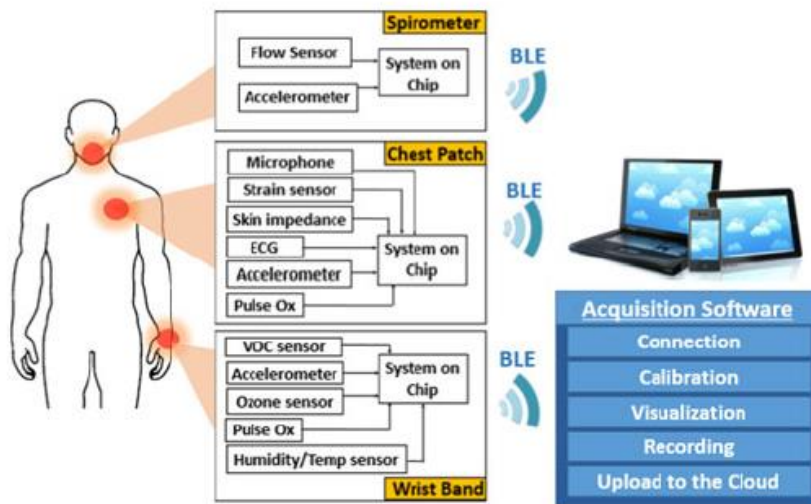 Spirometer
Flow Sensor
Accelerometer
System on
Chip
BLE
Chest Patch
Microphone
Strain sensor
Skin impedance
ECG
Accelerometer
Pulse Ox
System on
Chip
BLE
VOC sensor
Accelerometer
Ozone sensor
Pulse Ox
Humidity/Temp sensor
System on
Chip
Wrist Band
BLE
Acquisition Software
Connection
Calibration
Visualization
Recording
Upload to the Cloud